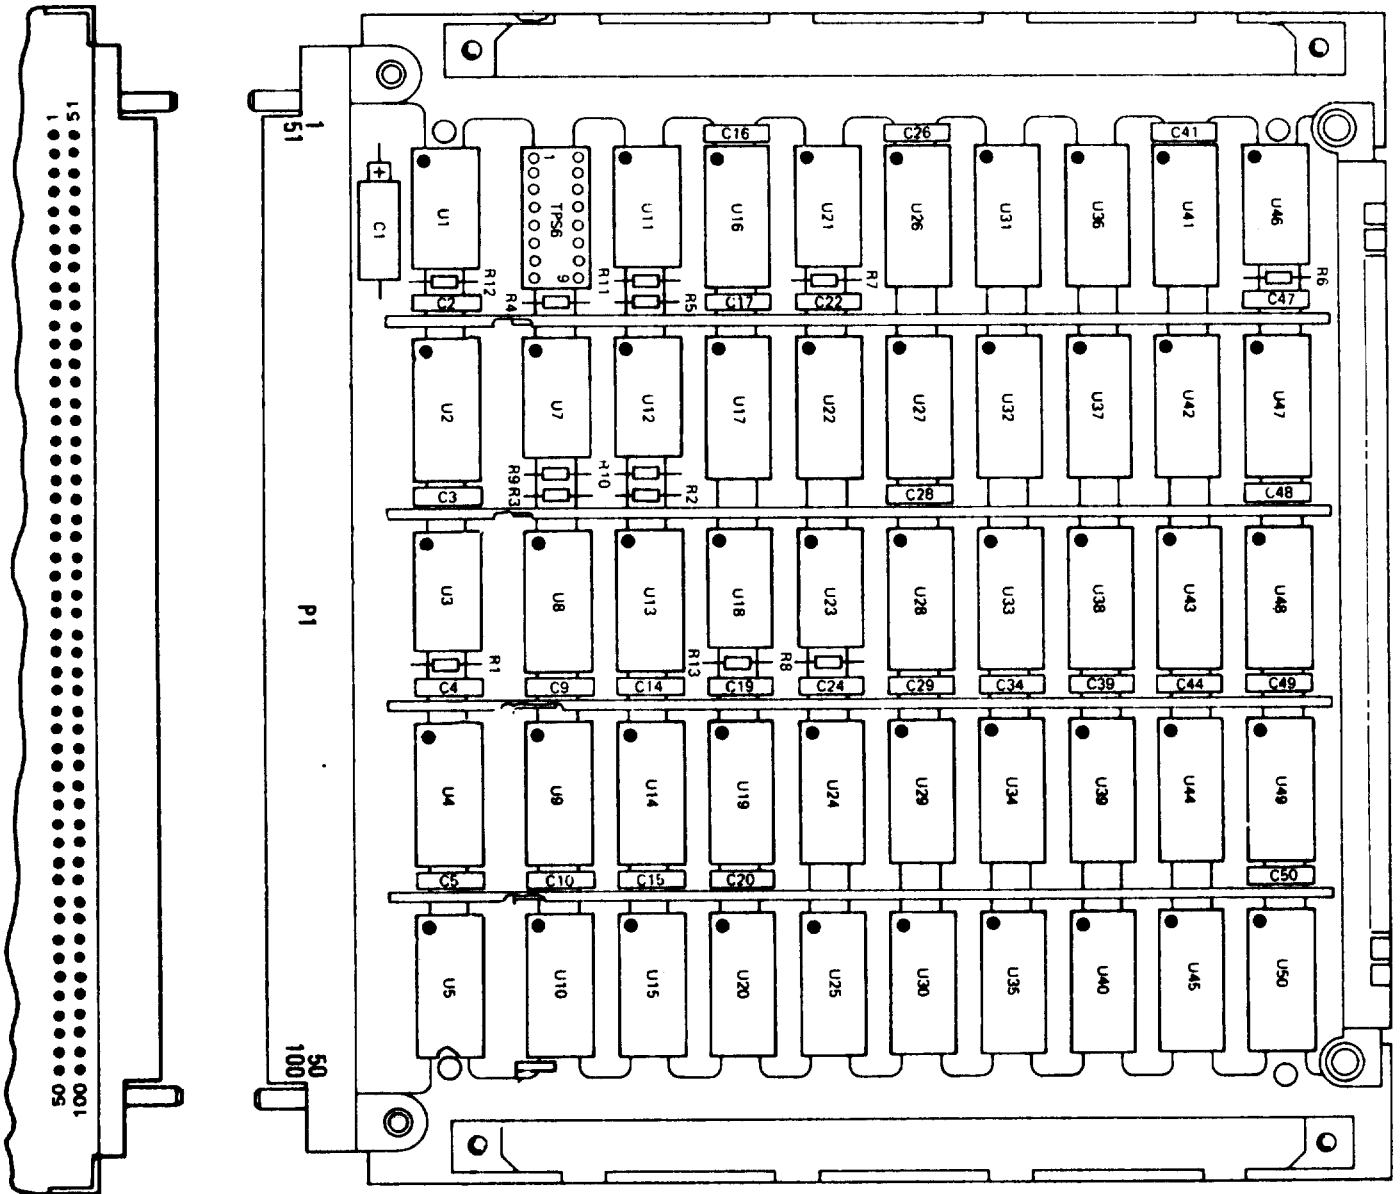 1 51
50 100
1
51
P1
50
100
C1
C16 C26 C41
U1 1 TPS6 9 U11 U16 U21 U26 U31 U36 U41 U46
R12 R11 R7 R6
C2 R4 R5 C17 C22 C47
U2 U7 U12 U17 U22 U27 U32 U37 U42 U47
R9 R10
C3 R3 R2 C28 C48
U3 U8 U13 U18 U23 U28 U33 U38 U43 U48
R1 R13 R8
C4 C9 C14 C19 C24 C29 C34 C39 C44 C49
U4 U9 U14 U19 U24 U29 U34 U39 U44 U49
C5 C10 C15 C20 C50
U5 U10 U15 U20 U25 U30 U35 U40 U45 U50